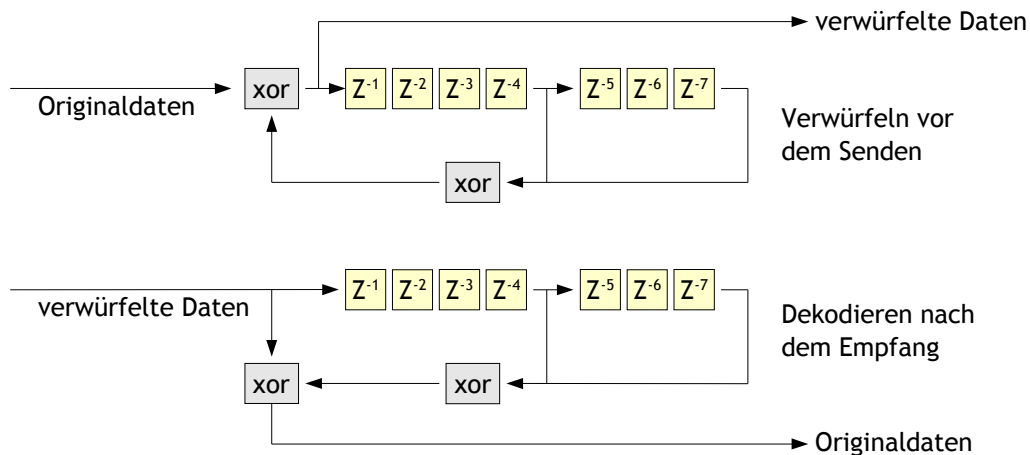 verwürfelte Daten
xor Z-1 Z-2 Z-3 Z-4 Z-5 Z-6 Z-7
Originaldaten
Verwürfeln vor
dem Senden
xor
Z-1 Z-2 Z-3 Z-4 Z-5 Z-6 Z-7
verwürfelte Daten
Dekodieren nach
dem Empfang
xor xor
Originaldaten